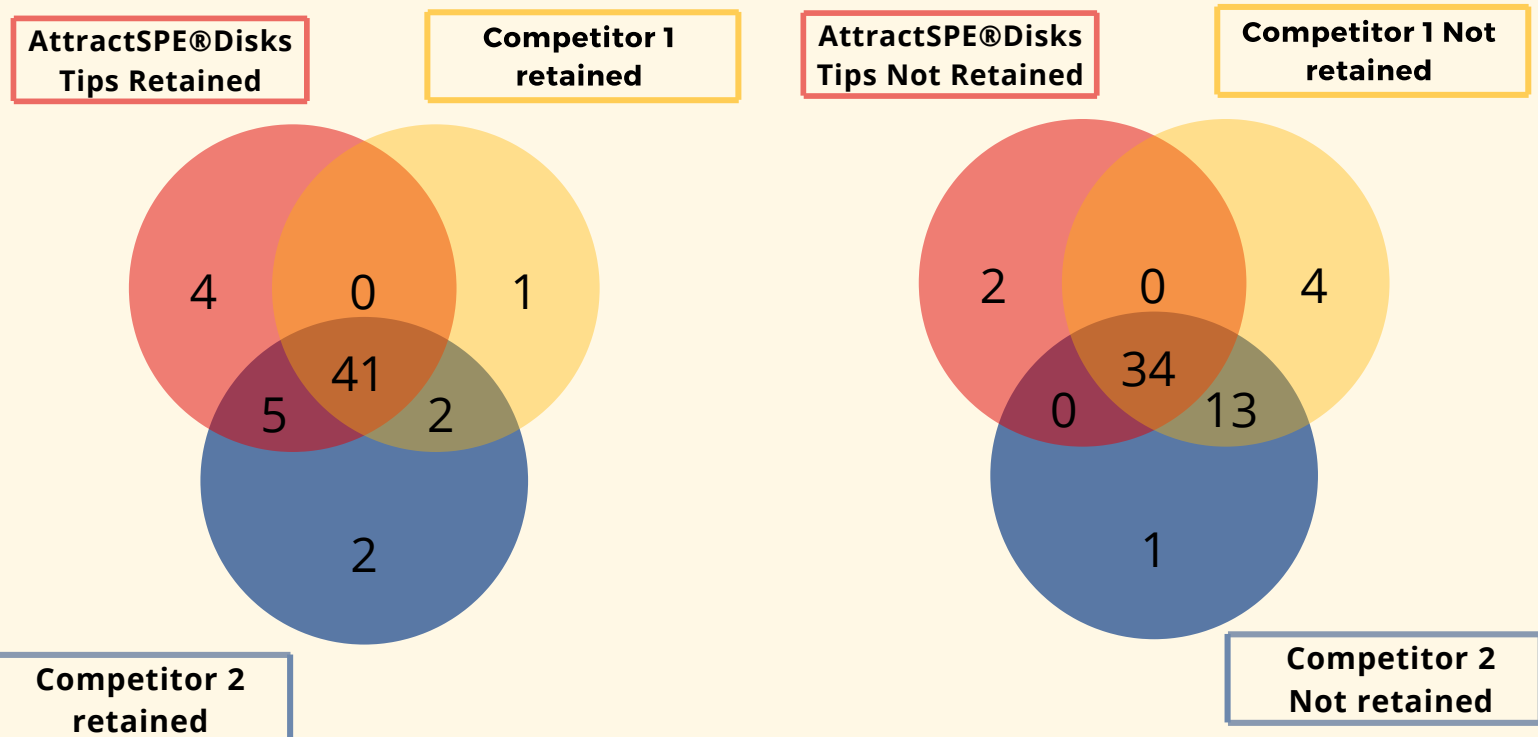 AttractSPE®Disks
Tips Retained
Competitor 1
retained
AttractSPE®Disks
Tips Not Retained
Competitor 1 Not
retained
4
0
1
41
5
2
2
Competitor 2
retained
2
0
4
34
0
13
1
Competitor 2
Not retained